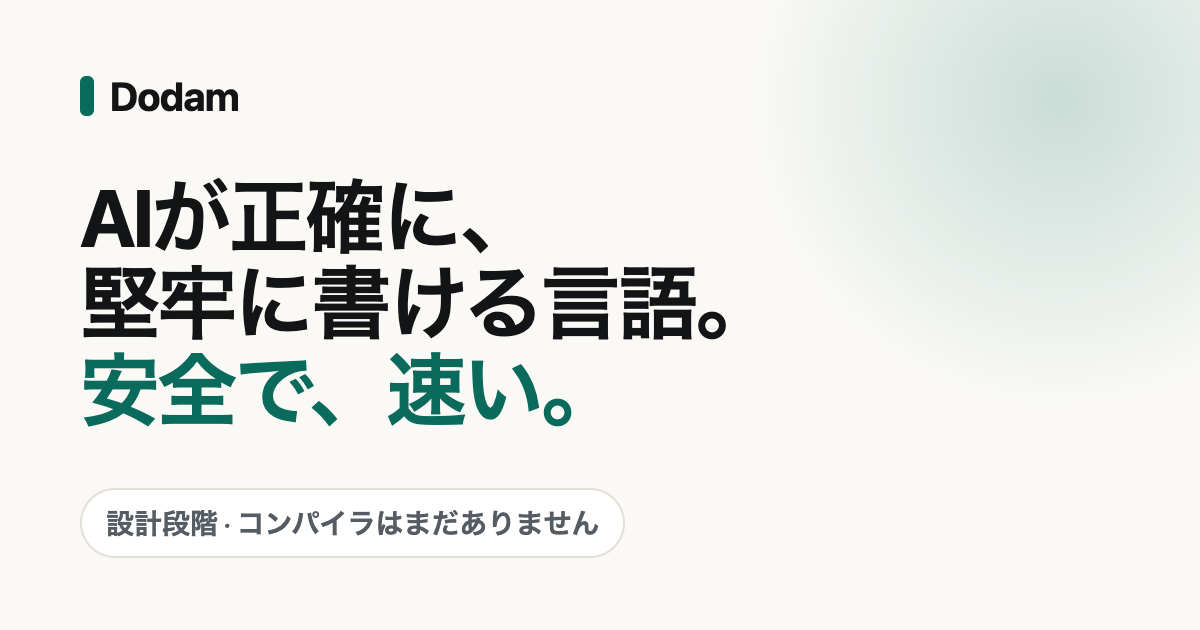 Dodam
AIが正確に、
堅牢に書ける言語。
安全で、速い。
設計段階 · コンパイラはまだありません